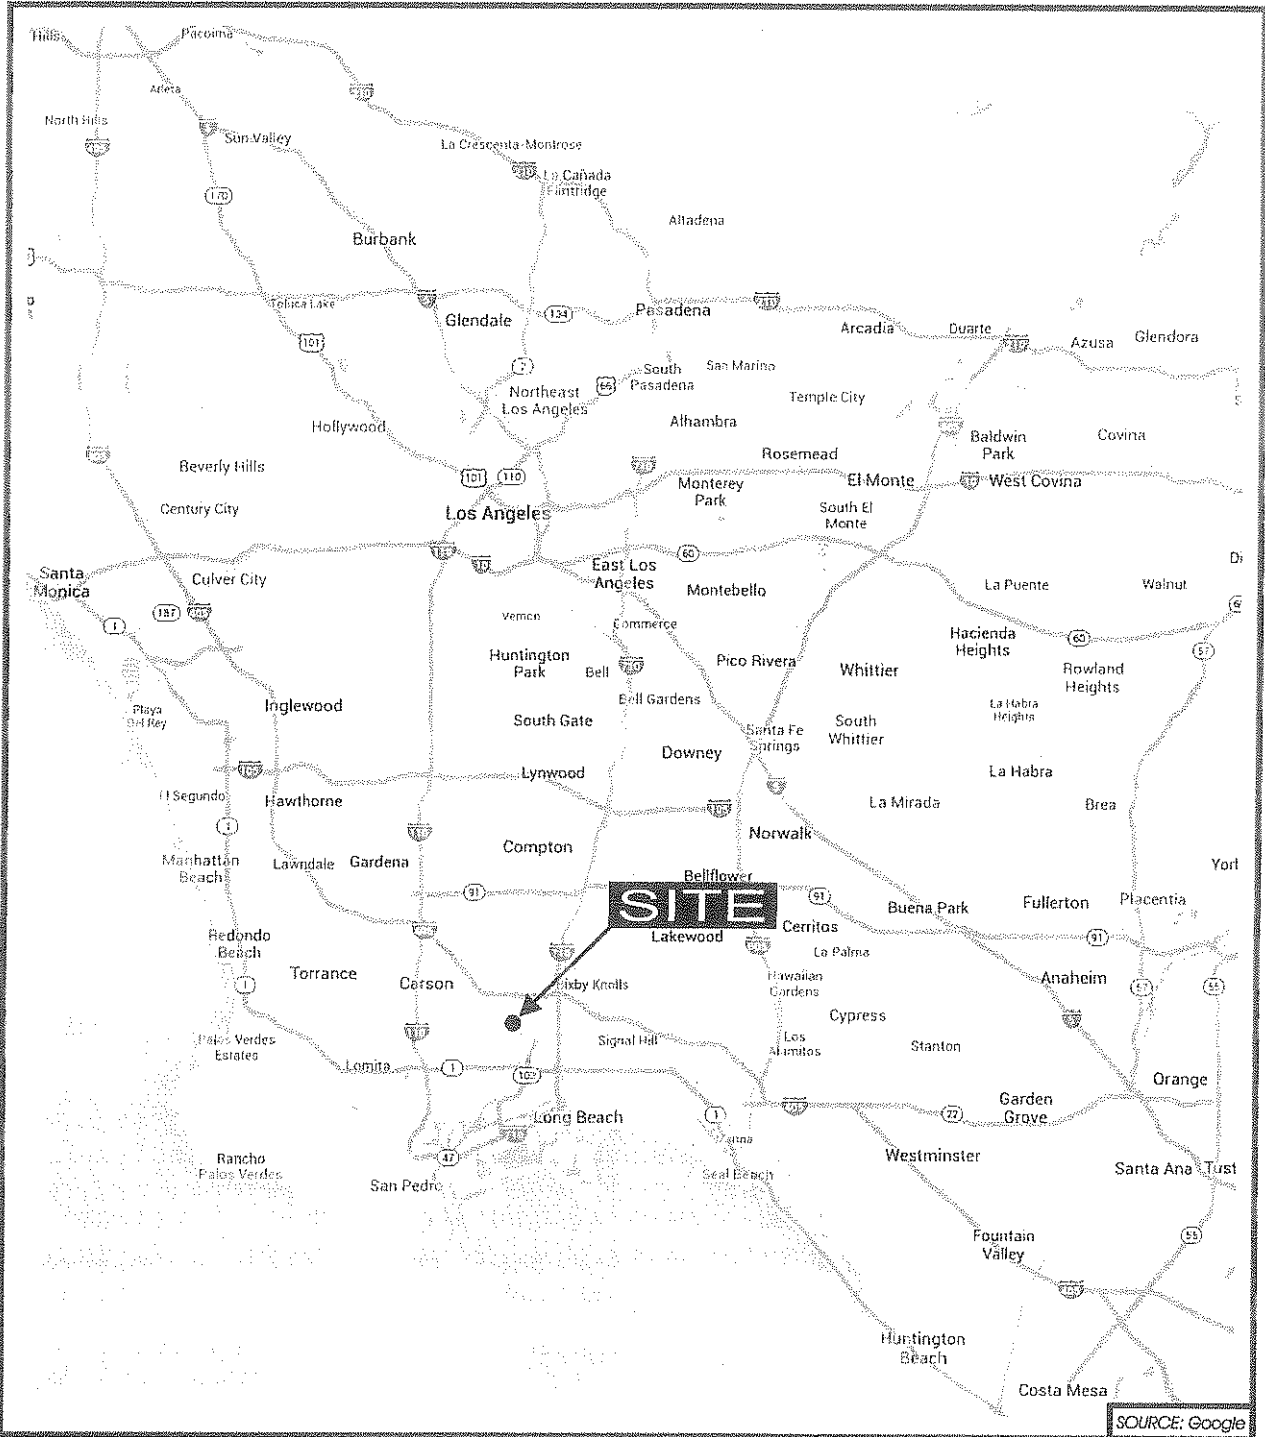 Hills
Pacoima
Arleta
North Hills
Sun Valley
La Crescenta-Montrose
La Cañada
Flintridge
170
Altadena
Burbank
Toluca Lake
Glendale
134
Pasadena
Arcadia
Duarte
Azusa
Glendora
101
2
South
Pasadena
San Marino
66
Northeast
Los Angeles
Temple City
Hollywood
Alhambra
Baldwin
Park
Covina
Beverly Hills
Rosemead
101
110
Monterey
Park
El Monte
West Covina
Century City
Los Angeles
South El
Monte
60
Santa
Monica
Culver City
East Los
Angeles
Montebello
La Puente
Walnut
1
187
Vernon
Commerce
Hacienda
Heights
60
57
Huntington
Park
Bell
Pico Rivera
Whittier
Rowland
Heights
Inglewood
Bell Gardens
La Habra
Heights
Playa
Del Rey
South Gate
Santa Fe
Springs
South
Whittier
Downey
Lynwood
La Habra
El Segundo
Hawthorne
La Mirada
Brea
1
Norwalk
Compton
Manhattan
Beach
Lawndale
Gardena
Yorl
Bellflower
91
SITE
91
Buena Park
Fullerton
Placentia
Cerritos
Lakewood
91
Redondo
Beach
La Palma
Torrance
Carson
Bixby Knolls
Hawaiian
Gardens
Anaheim
1
57
55
Cypress
Palos Verdes
Estates
Signal Hill
Los
Alamitos
Stanton
Lomita
1
103
Orange
Long Beach
1
22
Garden
Grove
47
Westminster
Rancho
Palos Verdes
San Pedro
Seal Beach
Santa Ana
Tust
55
Fountain
Valley
Huntington
Beach
Costa Mesa
SOURCE: Google